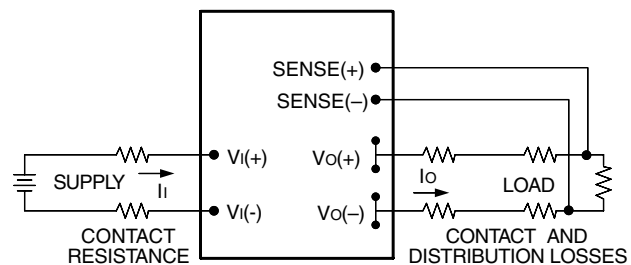 SENSE(+)
SENSE(–)
VI(+)
VO(+)
SUPPLY
II
IO
LOAD
VI(-)
VO(–)
CONTACT
RESISTANCE
CONTACT AND
DISTRIBUTION LOSSES